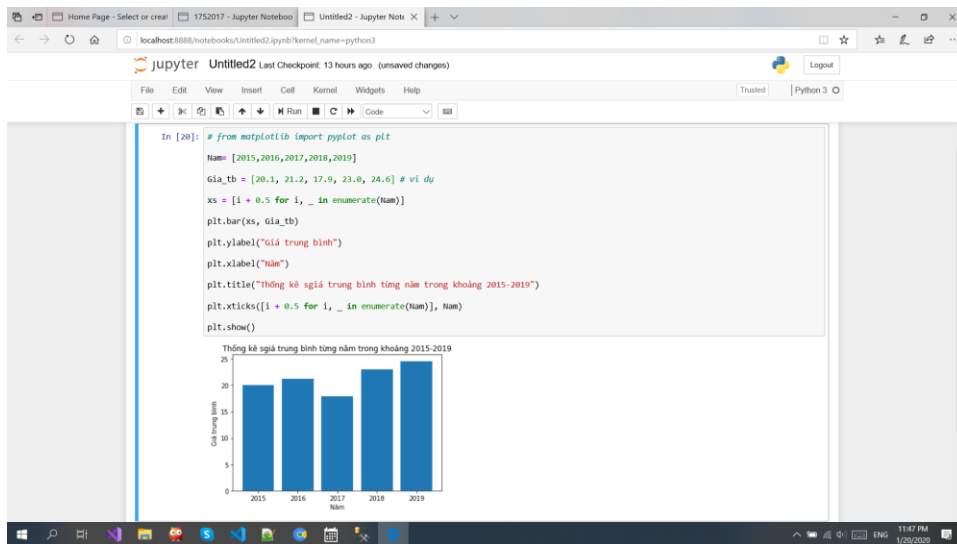 Home Page - Select or creat
1752017 - Jupyter Noteboo
Untitled2 - Jupyter Note
localhost:8888/notebooks/Untitled2.ipynb?kernel_name=python3
jupyter Untitled2 Last Checkpoint: 13 hours ago (unsaved changes)
Logout
File Edit View Insert Cell Kernel Widgets Help
Trusted Python 3
Run Code
In [20]: # from matplotlib import pyplot as plt
Nam= [2015,2016,2017,2018,2019]
Gia_tb = [20.1, 21.2, 17.9, 23.0, 24.6] # ví dụ
xs = [i + 0.5 for i, _ in enumerate(Nam)]
plt.bar(xs, Gia_tb)
plt.ylabel("Giá trung bình")
plt.xlabel("Năm")
plt.title("Thống kê sgiá trung bình từng năm trong khoảng 2015-2019")
plt.xticks([i + 0.5 for i, _ in enumerate(Nam)], Nam)
plt.show()
Thống kê sgiá trung bình từng năm trong khoảng 2015-2019
25
20
15
10
5
0
Giá trung bình
2015 2016 2017 2018 2019
Năm
ENG
11:47 PM
1/20/2020